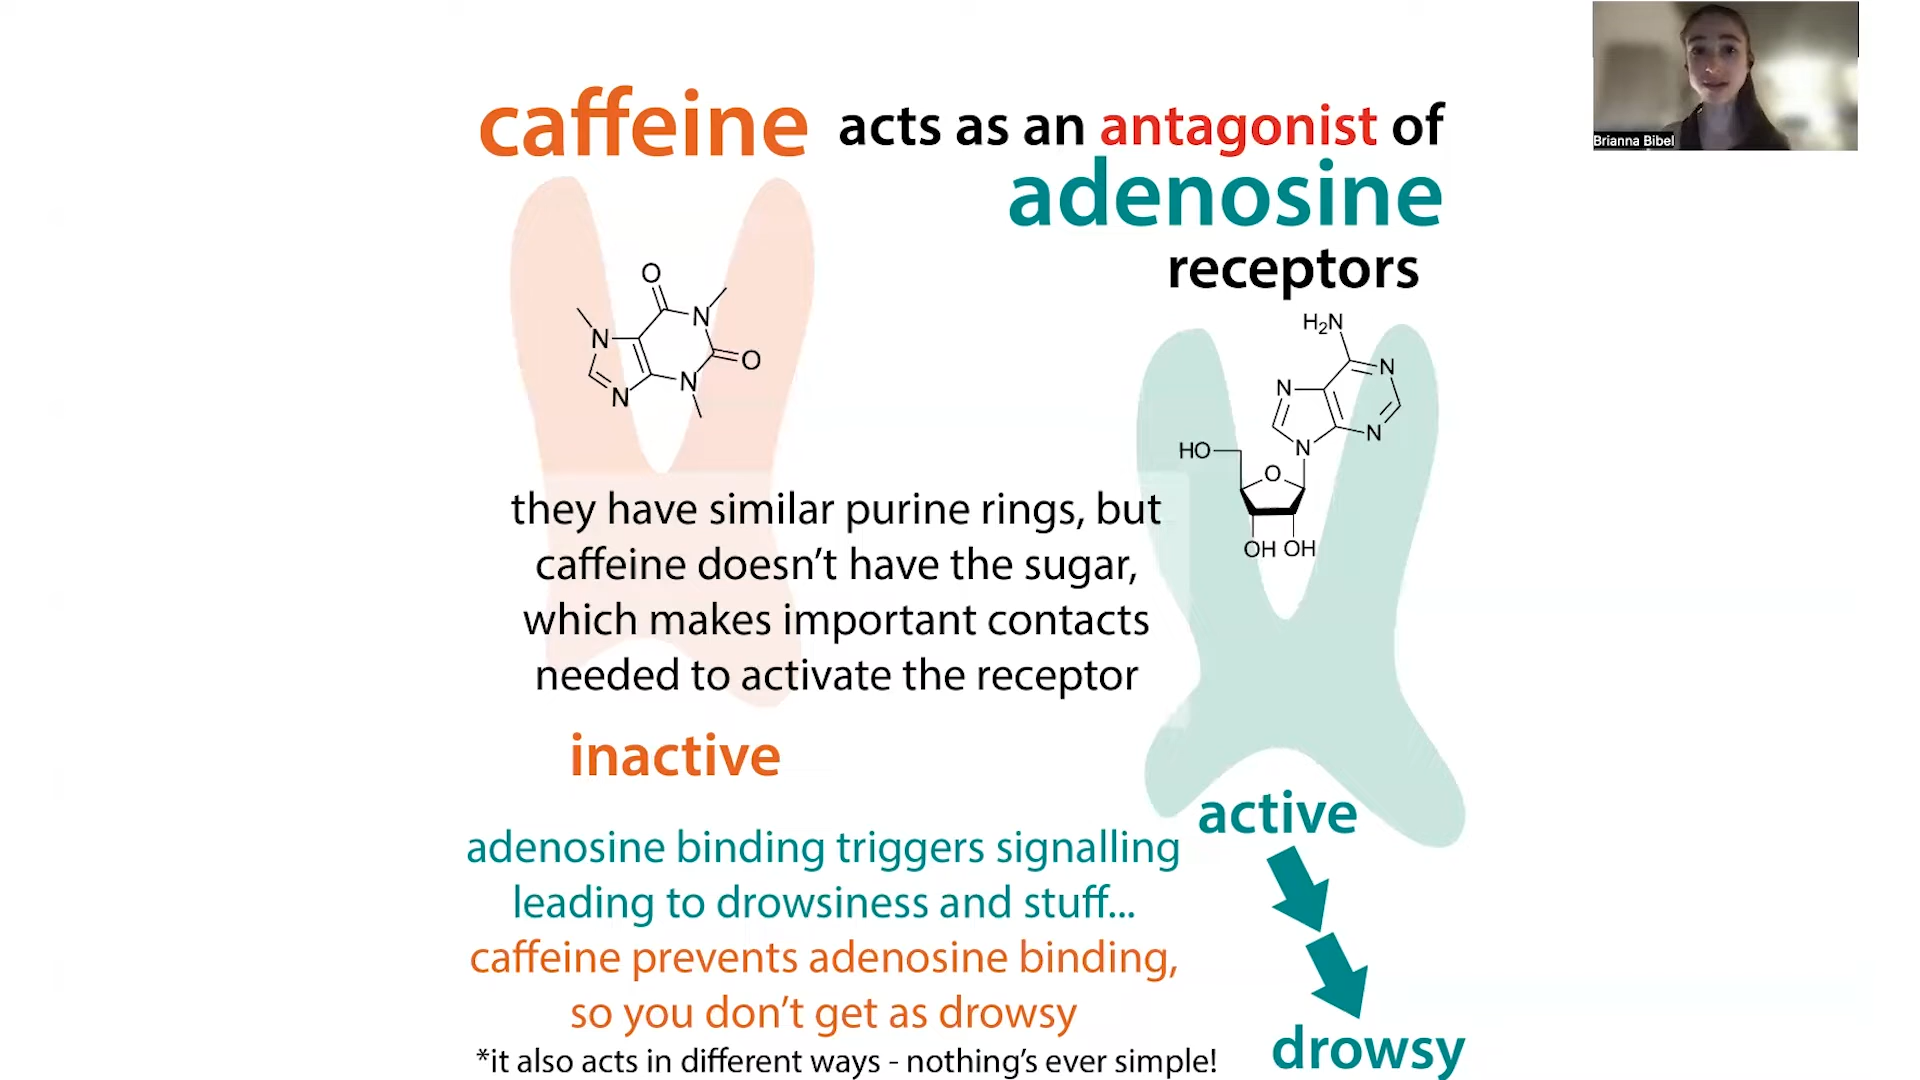 Brianna Bibel
caffeine acts as an antagonist of
adenosine
receptors
O
N
N
O
N
N
H₂N
N
N
N
N
HO
O
OH OH
they have similar purine rings, but
caffeine doesn't have the sugar,
which makes important contacts
needed to activate the receptor
inactive
active
adenosine binding triggers signalling
leading to drowsiness and stuff...
caffeine prevents adenosine binding,
so you don't get as drowsy
*it also acts in different ways - nothing's ever simple!
drowsy